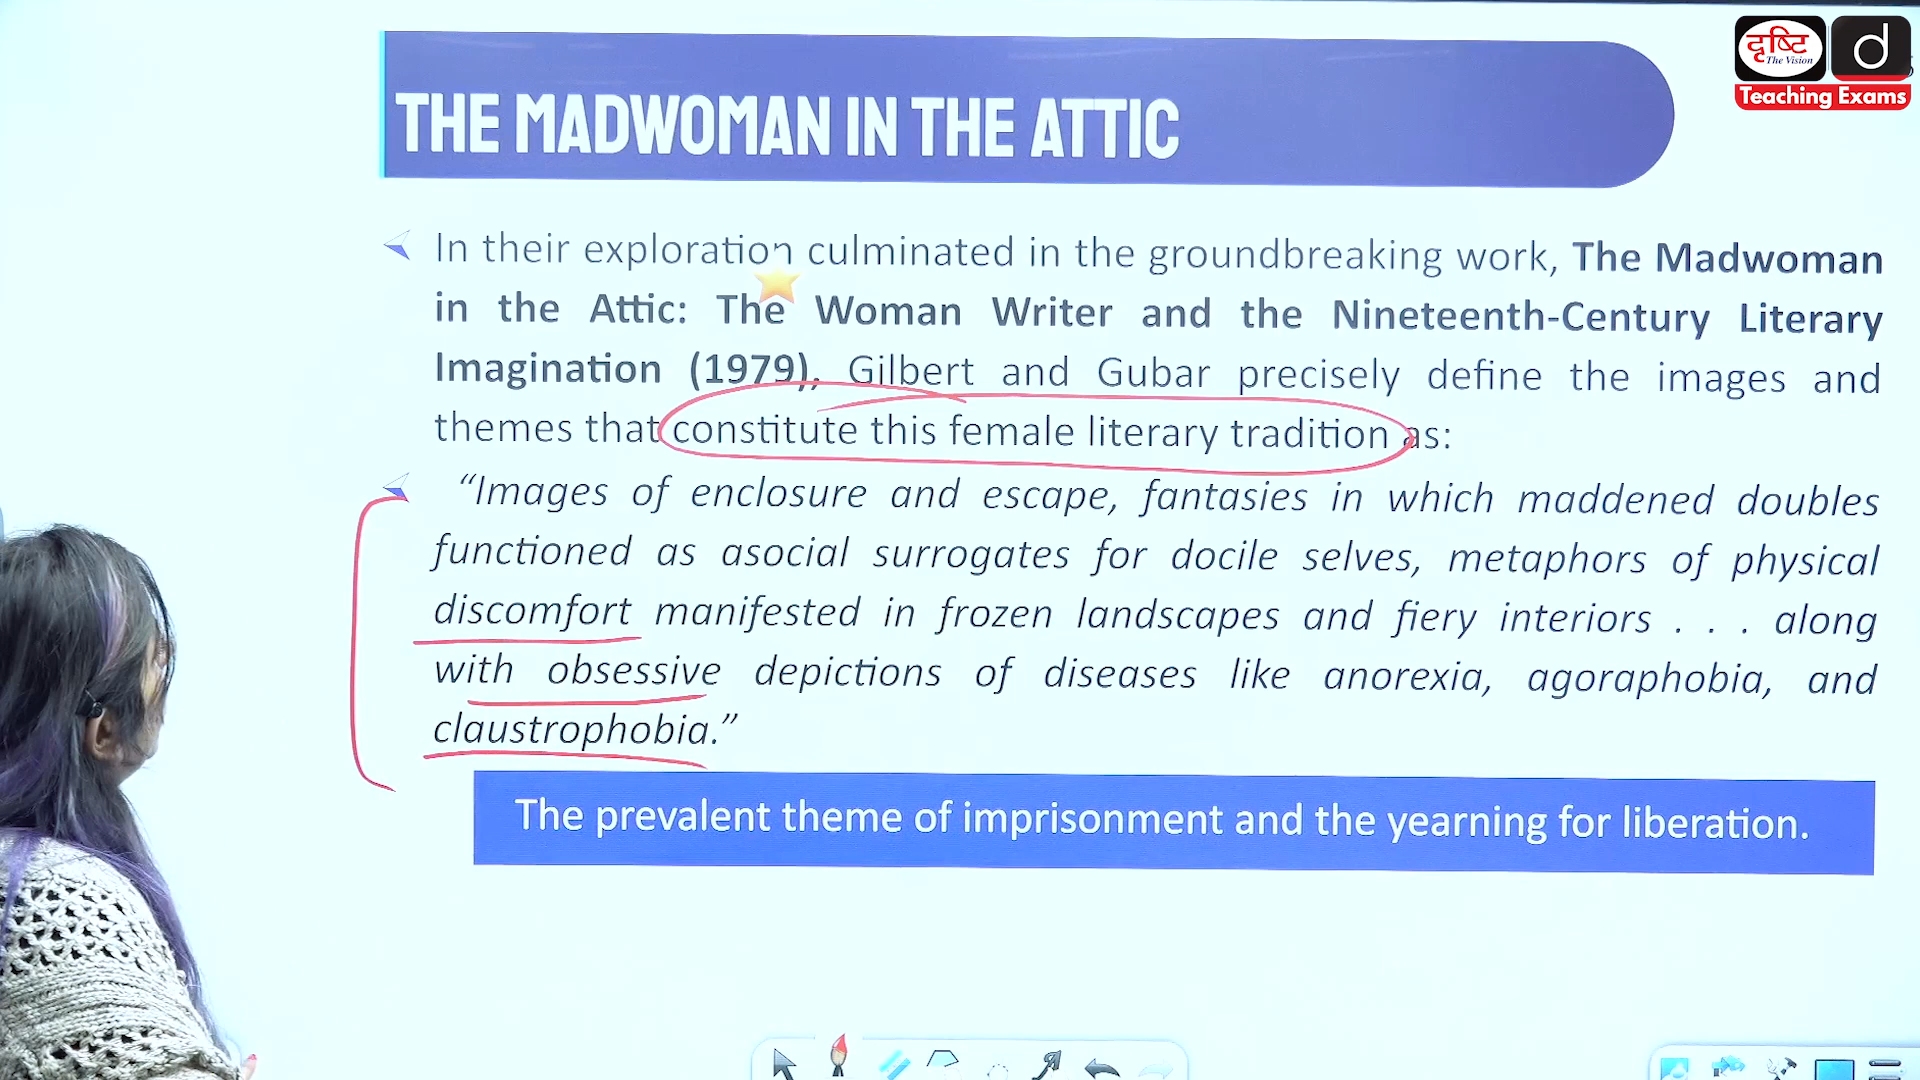 दृष्टि
The Vision
d
Teaching Exams
THE MADWOMAN IN THE ATTIC
In their exploration culminated in the groundbreaking work, The Madwoman
in the Attic: The Woman Writer and the Nineteenth-Century Literary
Imagination (1979), Gilbert and Gubar precisely define the images and
themes that constitute this female literary tradition as:
“Images of enclosure and escape, fantasies in which maddened doubles
functioned as asocial surrogates for docile selves, metaphors of physical
discomfort manifested in frozen landscapes and fiery interiors . . . along
with obsessive depictions of diseases like anorexia, agoraphobia, and
claustrophobia.”
The prevalent theme of imprisonment and the yearning for liberation.